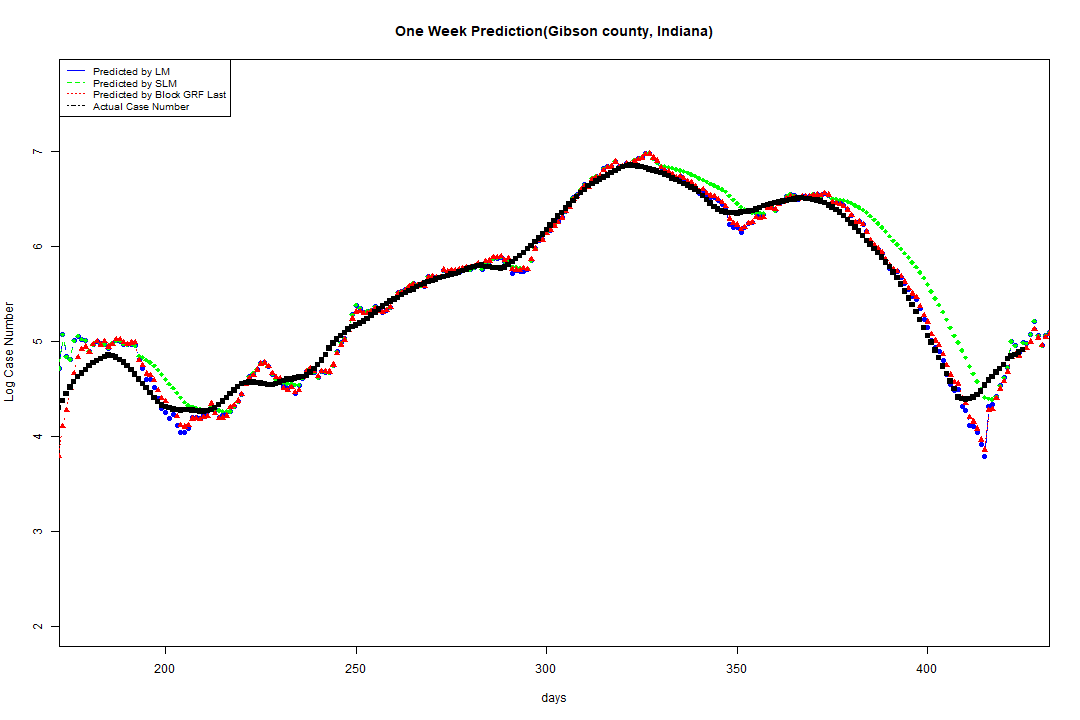 One Week Prediction(Gibson county, Indiana)
Predicted by LM
Predicted by SLM
Predicted by Block GRF Last
Actual Case Number
7
6
5
4
3
2
Log Case Number
200 250 300 350 400
days